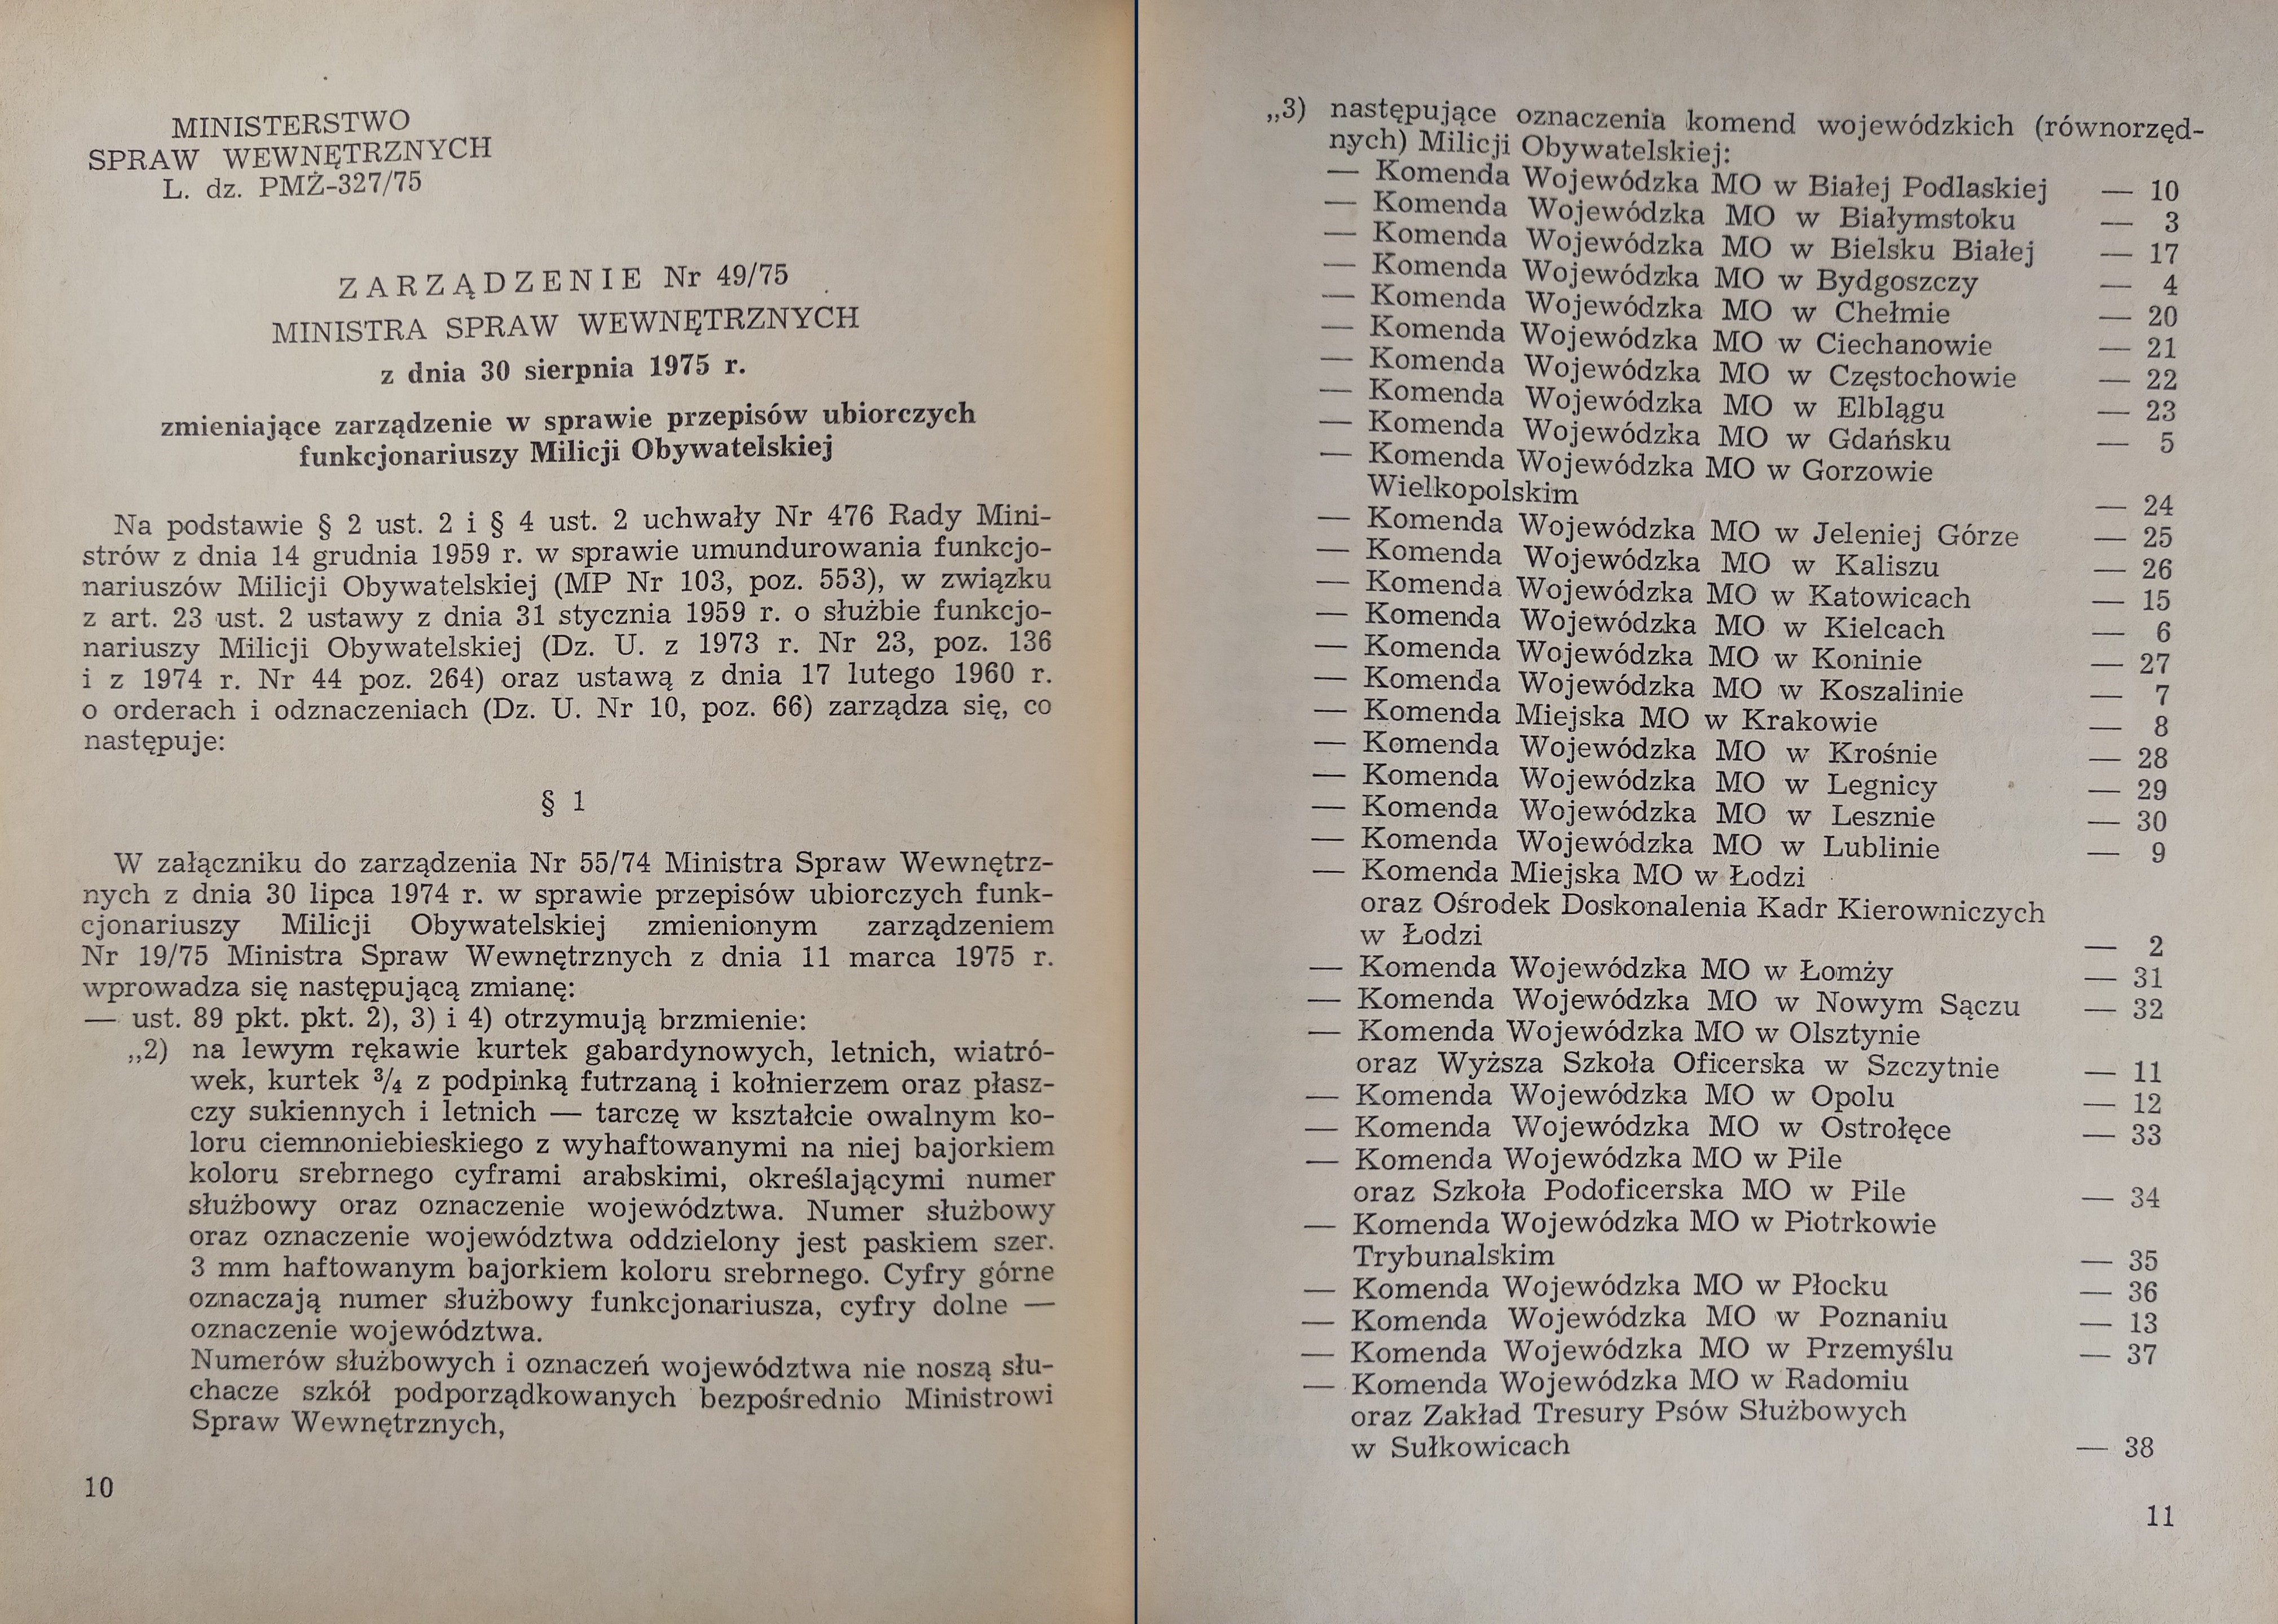 MINISTERSTWO
SPRAW WEWNĘTRZNYCH
L. dz. PMŻ-327/75
ZARZĄDZENIE Nr 49/75
MINISTRA SPRAW WEWNĘTRZNYCH
z dnia 30 sierpnia 1975 r.
zmieniające zarządzenie w sprawie przepisów ubiorczych
funkcjonariuszy Milicji Obywatelskiej
Na podstawie § 2 ust. 2 i § 4 ust. 2 uchwały Nr 476 Rady Mini-
strów z dnia 14 grudnia 1959 r. w sprawie umundurowania funkcjo-
nariuszów Milicji Obywatelskiej (MP Nr 103, poz. 553), w związku
z art. 23 ust. 2 ustawy z dnia 31 stycznia 1959 r. o służbie funkcjo-
nariuszy Milicji Obywatelskiej (Dz. U. z 1973 r. Nr 23, poz. 136
i z 1974 r. Nr 44 poz. 264) oraz ustawą z dnia 17 lutego 1960 r.
o orderach i odznaczeniach (Dz. U. Nr 10, poz. 66) zarządza się, co
następuje:
§ 1
W załączniku do zarządzenia Nr 55/74 Ministra Spraw Wewnętrz-
nych z dnia 30 lipca 1974 r. w sprawie przepisów ubiorczych funk-
cjonariuszy Milicji Obywatelskiej zmienionym zarządzeniem
Nr 19/75 Ministra Spraw Wewnętrznych z dnia 11 marca 1975 r.
wprowadza się następującą zmianę:
— ust. 89 pkt. pkt. 2), 3) i 4) otrzymują brzmienie:
„2) na lewym rękawie kurtek gabardynowych, letnich, wiatró-
wek, kurtek ¾ z podpinką futrzaną i kołnierzem oraz płasz-
czy sukiennych i letnich — tarczę w kształcie owalnym ko-
loru ciemnoniebieskiego z wyhaftowanymi na niej bajorkiem
koloru srebrnego cyframi arabskimi, określającymi numer
służbowy oraz oznaczenie województwa. Numer służbowy
oraz oznaczenie województwa oddzielony jest paskiem szer.
3 mm haftowanym bajorkiem koloru srebrnego. Cyfry górne
oznaczają numer służbowy funkcjonariusza, cyfry dolne —
oznaczenie województwa.
Numerów służbowych i oznaczeń województwa nie noszą słu-
chacze szkół podporządkowanych bezpośrednio Ministrowi
Spraw Wewnętrznych,
10
„3) następujące oznaczenia komend wojewódzkich (równorzęd-
nych) Milicji Obywatelskiej:
— Komenda Wojewódzka MO w Białej Podlaskiej — 10
— Komenda Wojewódzka MO w Białymstoku — 3
— Komenda Wojewódzka MO w Bielsku Białej — 17
— Komenda Wojewódzka MO w Bydgoszczy — 4
— Komenda Wojewódzka MO w Chełmie — 20
— Komenda Wojewódzka MO w Ciechanowie — 21
— Komenda Wojewódzka MO w Częstochowie — 22
— Komenda Wojewódzka MO w Elblągu — 23
— Komenda Wojewódzka MO w Gdańsku — 5
— Komenda Wojewódzka MO w Gorzowie
Wielkopolskim — 24
— Komenda Wojewódzka MO w Jeleniej Górze — 25
— Komenda Wojewódzka MO w Kaliszu — 26
— Komenda Wojewódzka MO w Katowicach — 15
— Komenda Wojewódzka MO w Kielcach — 6
— Komenda Wojewódzka MO w Koninie — 27
— Komenda Wojewódzka MO w Koszalinie — 7
— Komenda Miejska MO w Krakowie — 8
— Komenda Wojewódzka MO w Krośnie — 28
— Komenda Wojewódzka MO w Legnicy — 29
— Komenda Wojewódzka MO w Lesznie — 30
— Komenda Wojewódzka MO w Lublinie — 9
— Komenda Miejska MO w Łodzi
oraz Ośrodek Doskonalenia Kadr Kierowniczych
w Łodzi — 2
— Komenda Wojewódzka MO w Łomży — 31
— Komenda Wojewódzka MO w Nowym Sączu — 32
— Komenda Wojewódzka MO w Olsztynie
oraz Wyższa Szkoła Oficerska w Szczytnie — 11
— Komenda Wojewódzka MO w Opolu — 12
— Komenda Wojewódzka MO w Ostrołęce — 33
— Komenda Wojewódzka MO w Pile
oraz Szkoła Podoficerska MO w Pile — 34
— Komenda Wojewódzka MO w Piotrkowie
Trybunalskim — 35
— Komenda Wojewódzka MO w Płocku — 36
— Komenda Wojewódzka MO w Poznaniu — 13
— Komenda Wojewódzka MO w Przemyślu — 37
— Komenda Wojewódzka MO w Radomiu
oraz Zakład Tresury Psów Służbowych
w Sułkowicach — 38
11